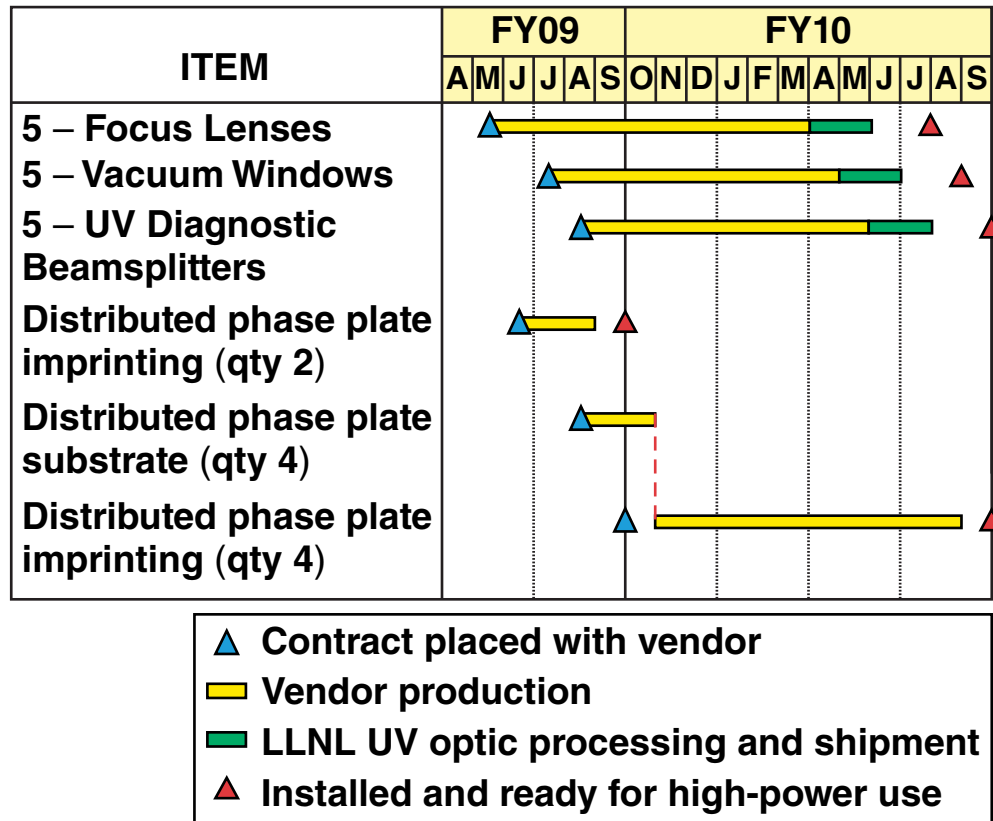 FY09 FY10
ITEM
A M J J A S O N D J F M A M J J A S
5 – Focus Lenses
5 – Vacuum Windows
5 – UV Diagnostic
Beamsplitters
Distributed phase plate
imprinting (qty 2)
Distributed phase plate
substrate (qty 4)
Distributed phase plate
imprinting (qty 4)
Contract placed with vendor
Vendor production
LLNL UV optic processing and shipment
Installed and ready for high-power use